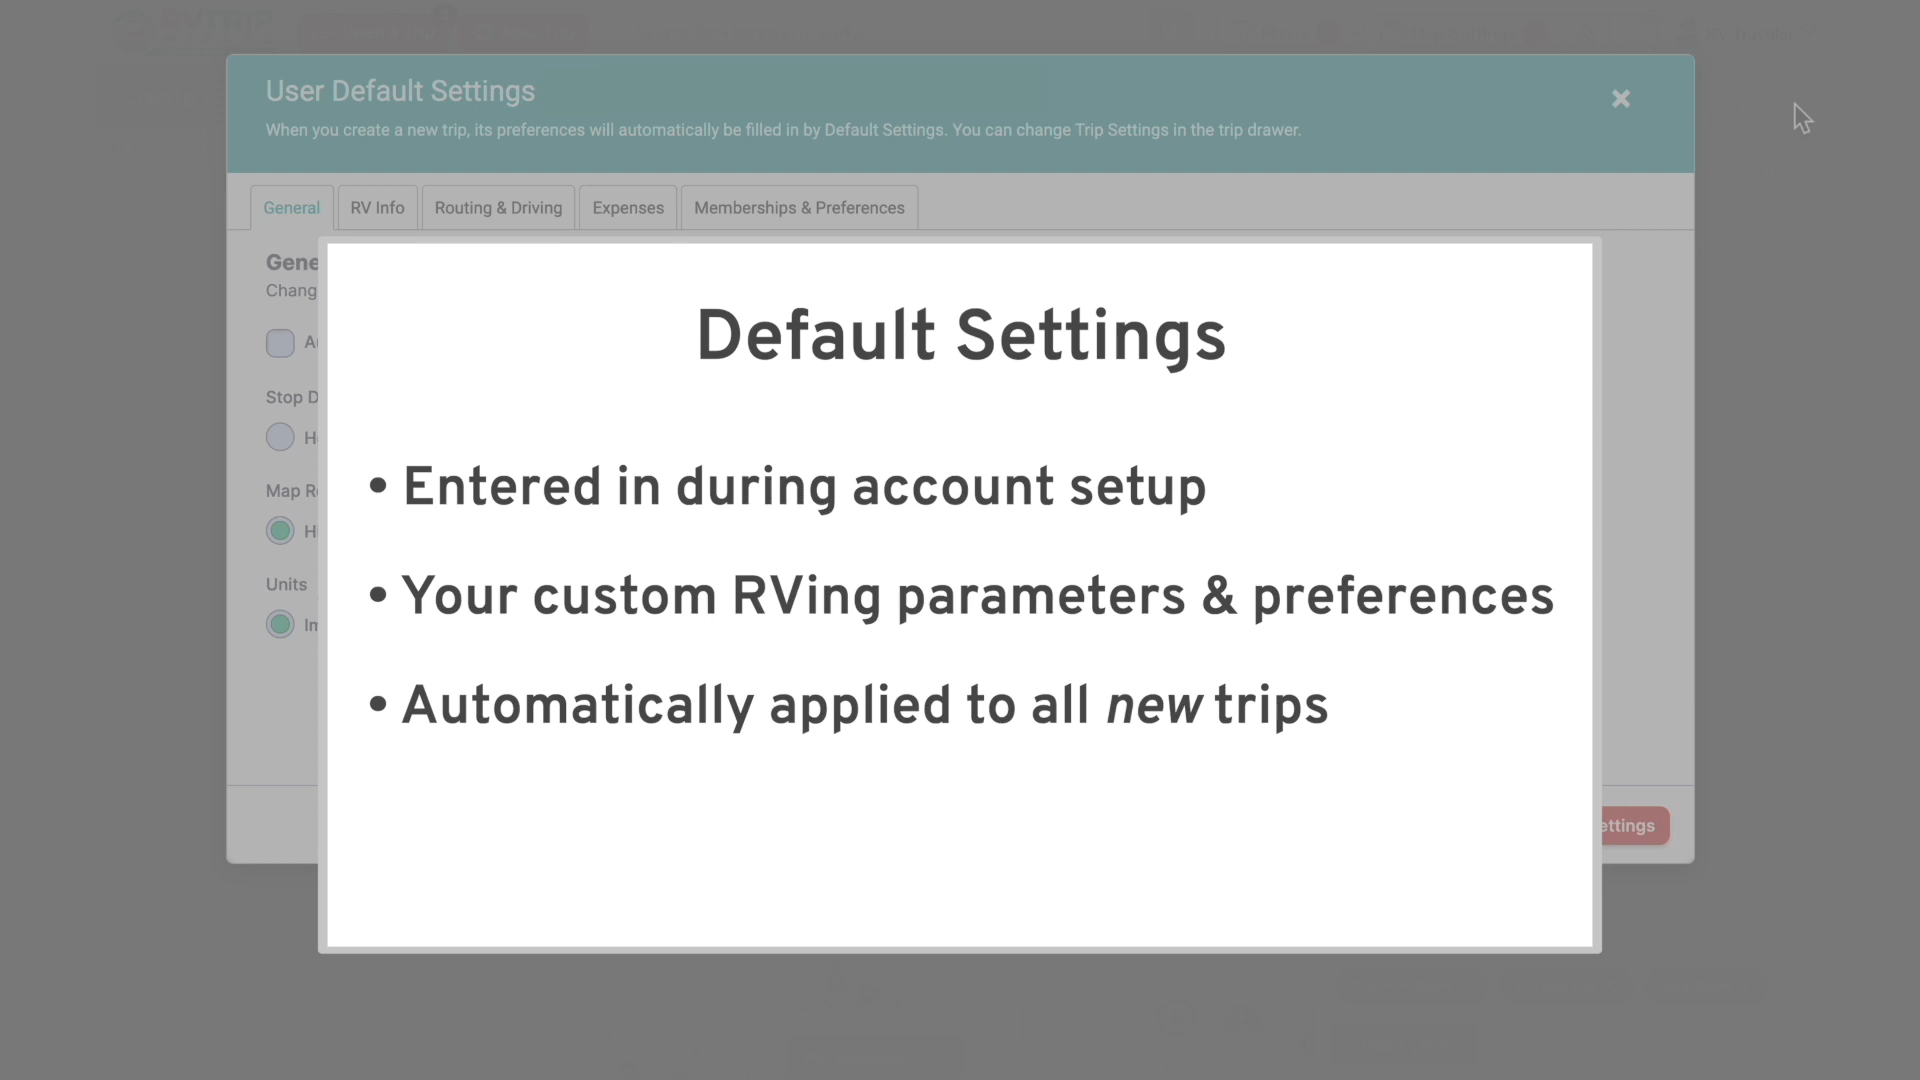 User Default Settings
When you create a new trip, its preferences will automatically be filled in by Default Settings. You can change Trip Settings in the trip drawer.
General
RV Info
Routing & Driving
Expenses
Memberships & Preferences
Default Settings
• Entered in during account setup
• Your custom RVing parameters & preferences
• Automatically applied to all new trips
Stop
Map
Units